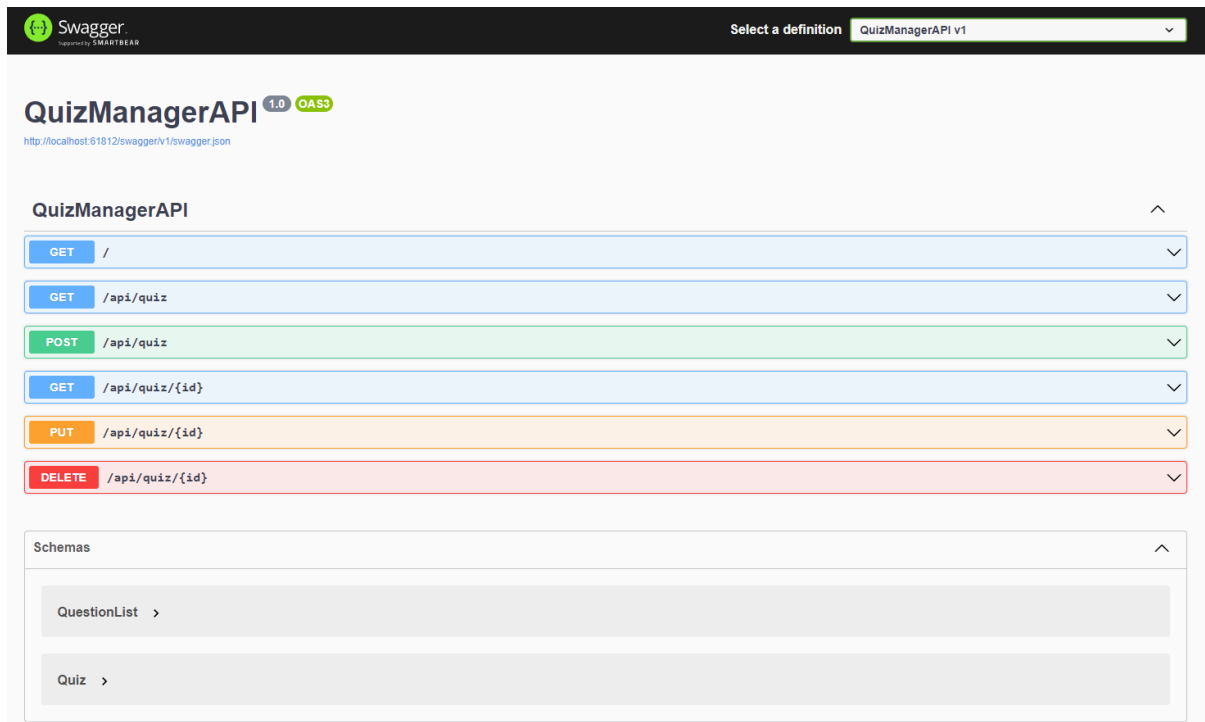 Swagger.
Supported by SMARTBEAR
Select a definition
QuizManagerAPI v1
QuizManagerAPI 1.0 OAS3
http://localhost:61812/swagger/v1/swagger.json
QuizManagerAPI
GET /
GET /api/quiz
POST /api/quiz
GET /api/quiz/{id}
PUT /api/quiz/{id}
DELETE /api/quiz/{id}
Schemas
QuestionList
Quiz